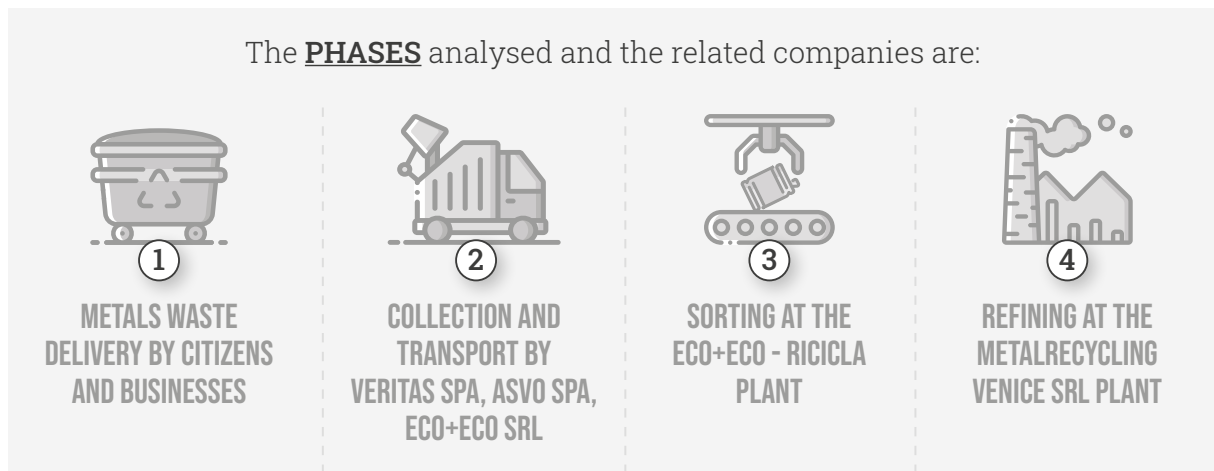 The PHASES analysed and the related companies are:
1
METALS WASTE
DELIVERY BY CITIZENS
AND BUSINESSES
2
COLLECTION AND
TRANSPORT BY
VERITAS SPA, ASVO SPA,
ECO+ECO SRL
3
SORTING AT THE
ECO+ECO - RICICLA
PLANT
4
REFINING AT THE
METALRECYCLING
VENICE SRL PLANT